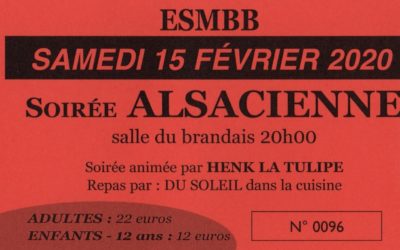 ESMBB
SAMEDI 15 FÉVRIER 2020
SOIRÉE ALSACIENNE
salle du brandais 20h00
Soirée animée par HENK LA TULIPE
Repas par : DU SOLEIL dans la cuisine
ADULTES : 22 euros
ENFANTS - 12 ans : 12 euros
N° 0096